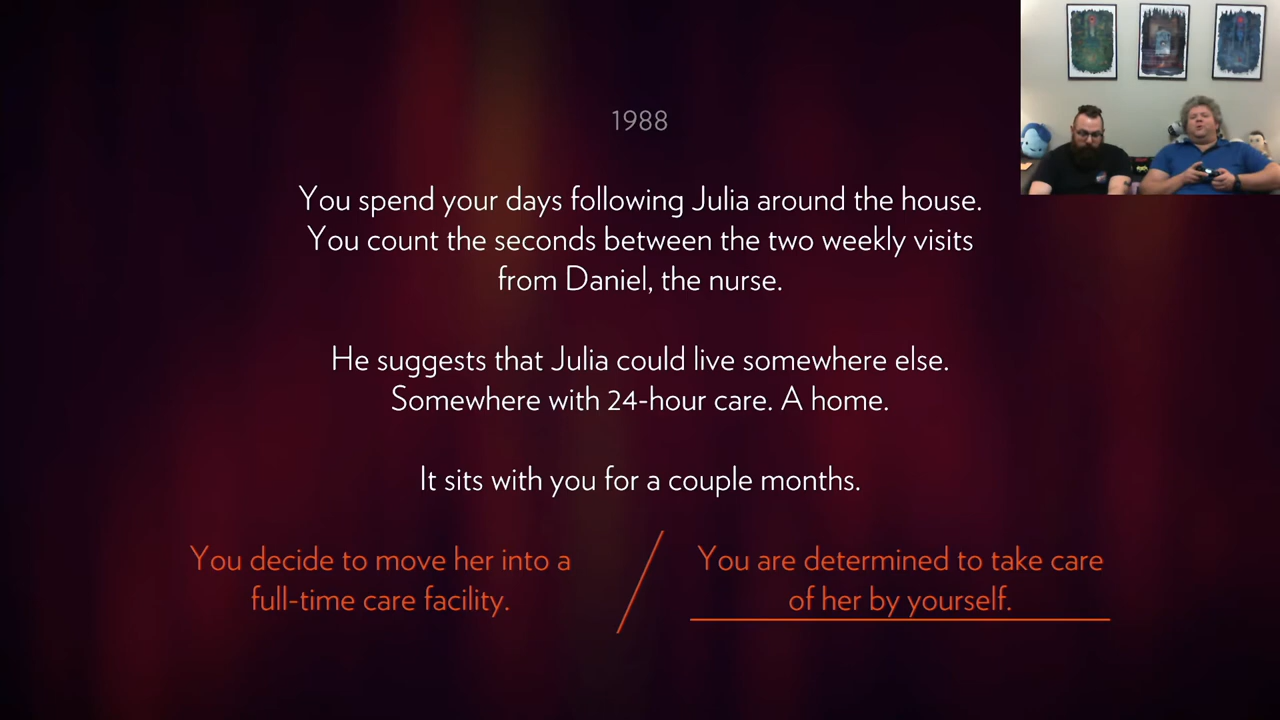 1988
You spend your days following Julia around the house.
You count the seconds between the two weekly visits
from Daniel, the nurse.
He suggests that Julia could live somewhere else.
Somewhere with 24-hour care. A home.
It sits with you for a couple months.
You decide to move her into a
full-time care facility.
You are determined to take care
of her by yourself.